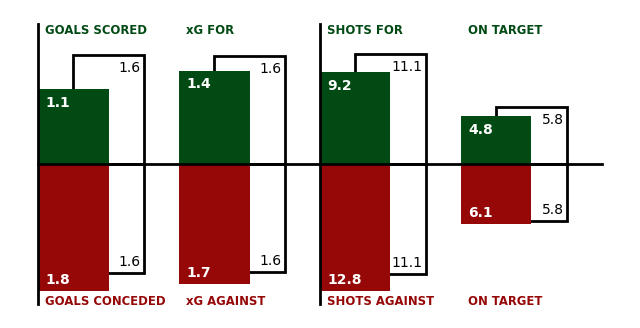 GOALS SCORED xG FOR SHOTS FOR ON TARGET
1.6 1.6 11.1
1.1 1.4 9.2
4.8 5.8
6.1 5.8
1.6 1.6 11.1
1.8 1.7 12.8
GOALS CONCEDED xG AGAINST SHOTS AGAINST ON TARGET